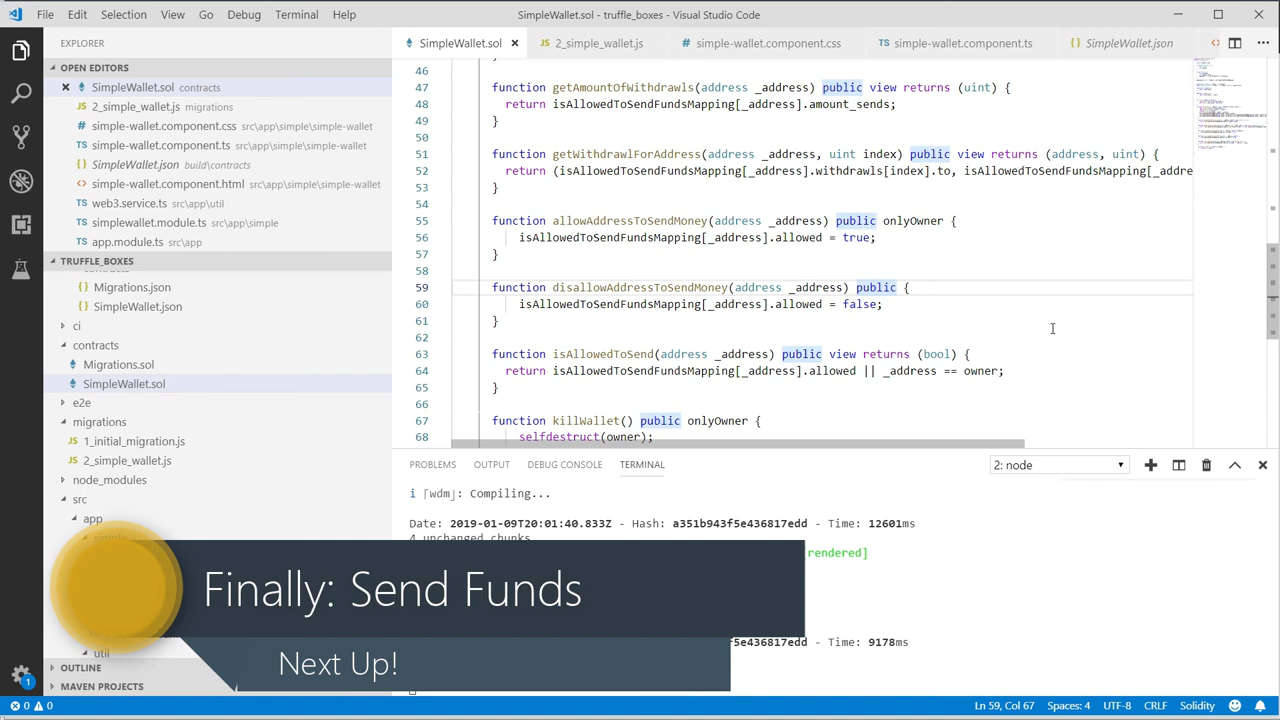 File Edit Selection View Go Debug Terminal Help
SimpleWallet.sol - truffle_boxes - Visual Studio Code
EXPLORER
SimpleWallet.sol
2_simple_wallet.js
simple-wallet.component.css
simple-wallet.component.ts
SimpleWallet.json
OPEN EDITORS
SimpleWallet.sol contracts
2_simple_wallet.js migrations
simple-wallet.component.css src\app\simple\simple-wallet
simple-wallet.component.ts src\app\simple\simple-wallet
SimpleWallet.json build\contracts
simple-wallet.component.html src\app\simple\simple-wallet
web3.service.ts src\app\util
simplewallet.module.ts src\app\simple
app.module.ts src\app
TRUFFLE_BOXES
Migrations.json
SimpleWallet.json
ci
contracts
Migrations.sol
SimpleWallet.sol
e2e
migrations
1_initial_migration.js
2_simple_wallet.js
node_modules
src
app
simple
util
OUTLINE
MAVEN PROJECTS
46 }
47 function getAmountOfWithdrawls(address _address) public view returns (uint) {
48 return isAllowedToSendFundsMapping[_address].amount_sends;
49 }
50
51 function getWithdrawlForAddress(address _address, uint index) public view returns (address, uint) {
52 return (isAllowedToSendFundsMapping[_address].withdrawls[index].to, isAllowedToSendFundsMapping[_addre
53 }
54
55 function allowAddressToSendMoney(address _address) public onlyOwner {
56 isAllowedToSendFundsMapping[_address].allowed = true;
57 }
58
59 function disallowAddressToSendMoney(address _address) public {
60 isAllowedToSendFundsMapping[_address].allowed = false;
61 }
62
63 function isAllowedToSend(address _address) public view returns (bool) {
64 return isAllowedToSendFundsMapping[_address].allowed || _address == owner;
65 }
66
67 function killWallet() public onlyOwner {
68 selfdestruct(owner);
PROBLEMS OUTPUT DEBUG CONSOLE TERMINAL
2: node
i ｢wdm｣: Compiling...
Date: 2019-01-09T20:01:40.833Z - Hash: a351b943f5e436817edd - Time: 12601ms
4 unchanged chunks
rendered]
f5e436817edd - Time: 9178ms
Finally: Send Funds
Next Up!
1
0 0
Ln 59, Col 67 Spaces: 4 UTF-8 CRLF Solidity